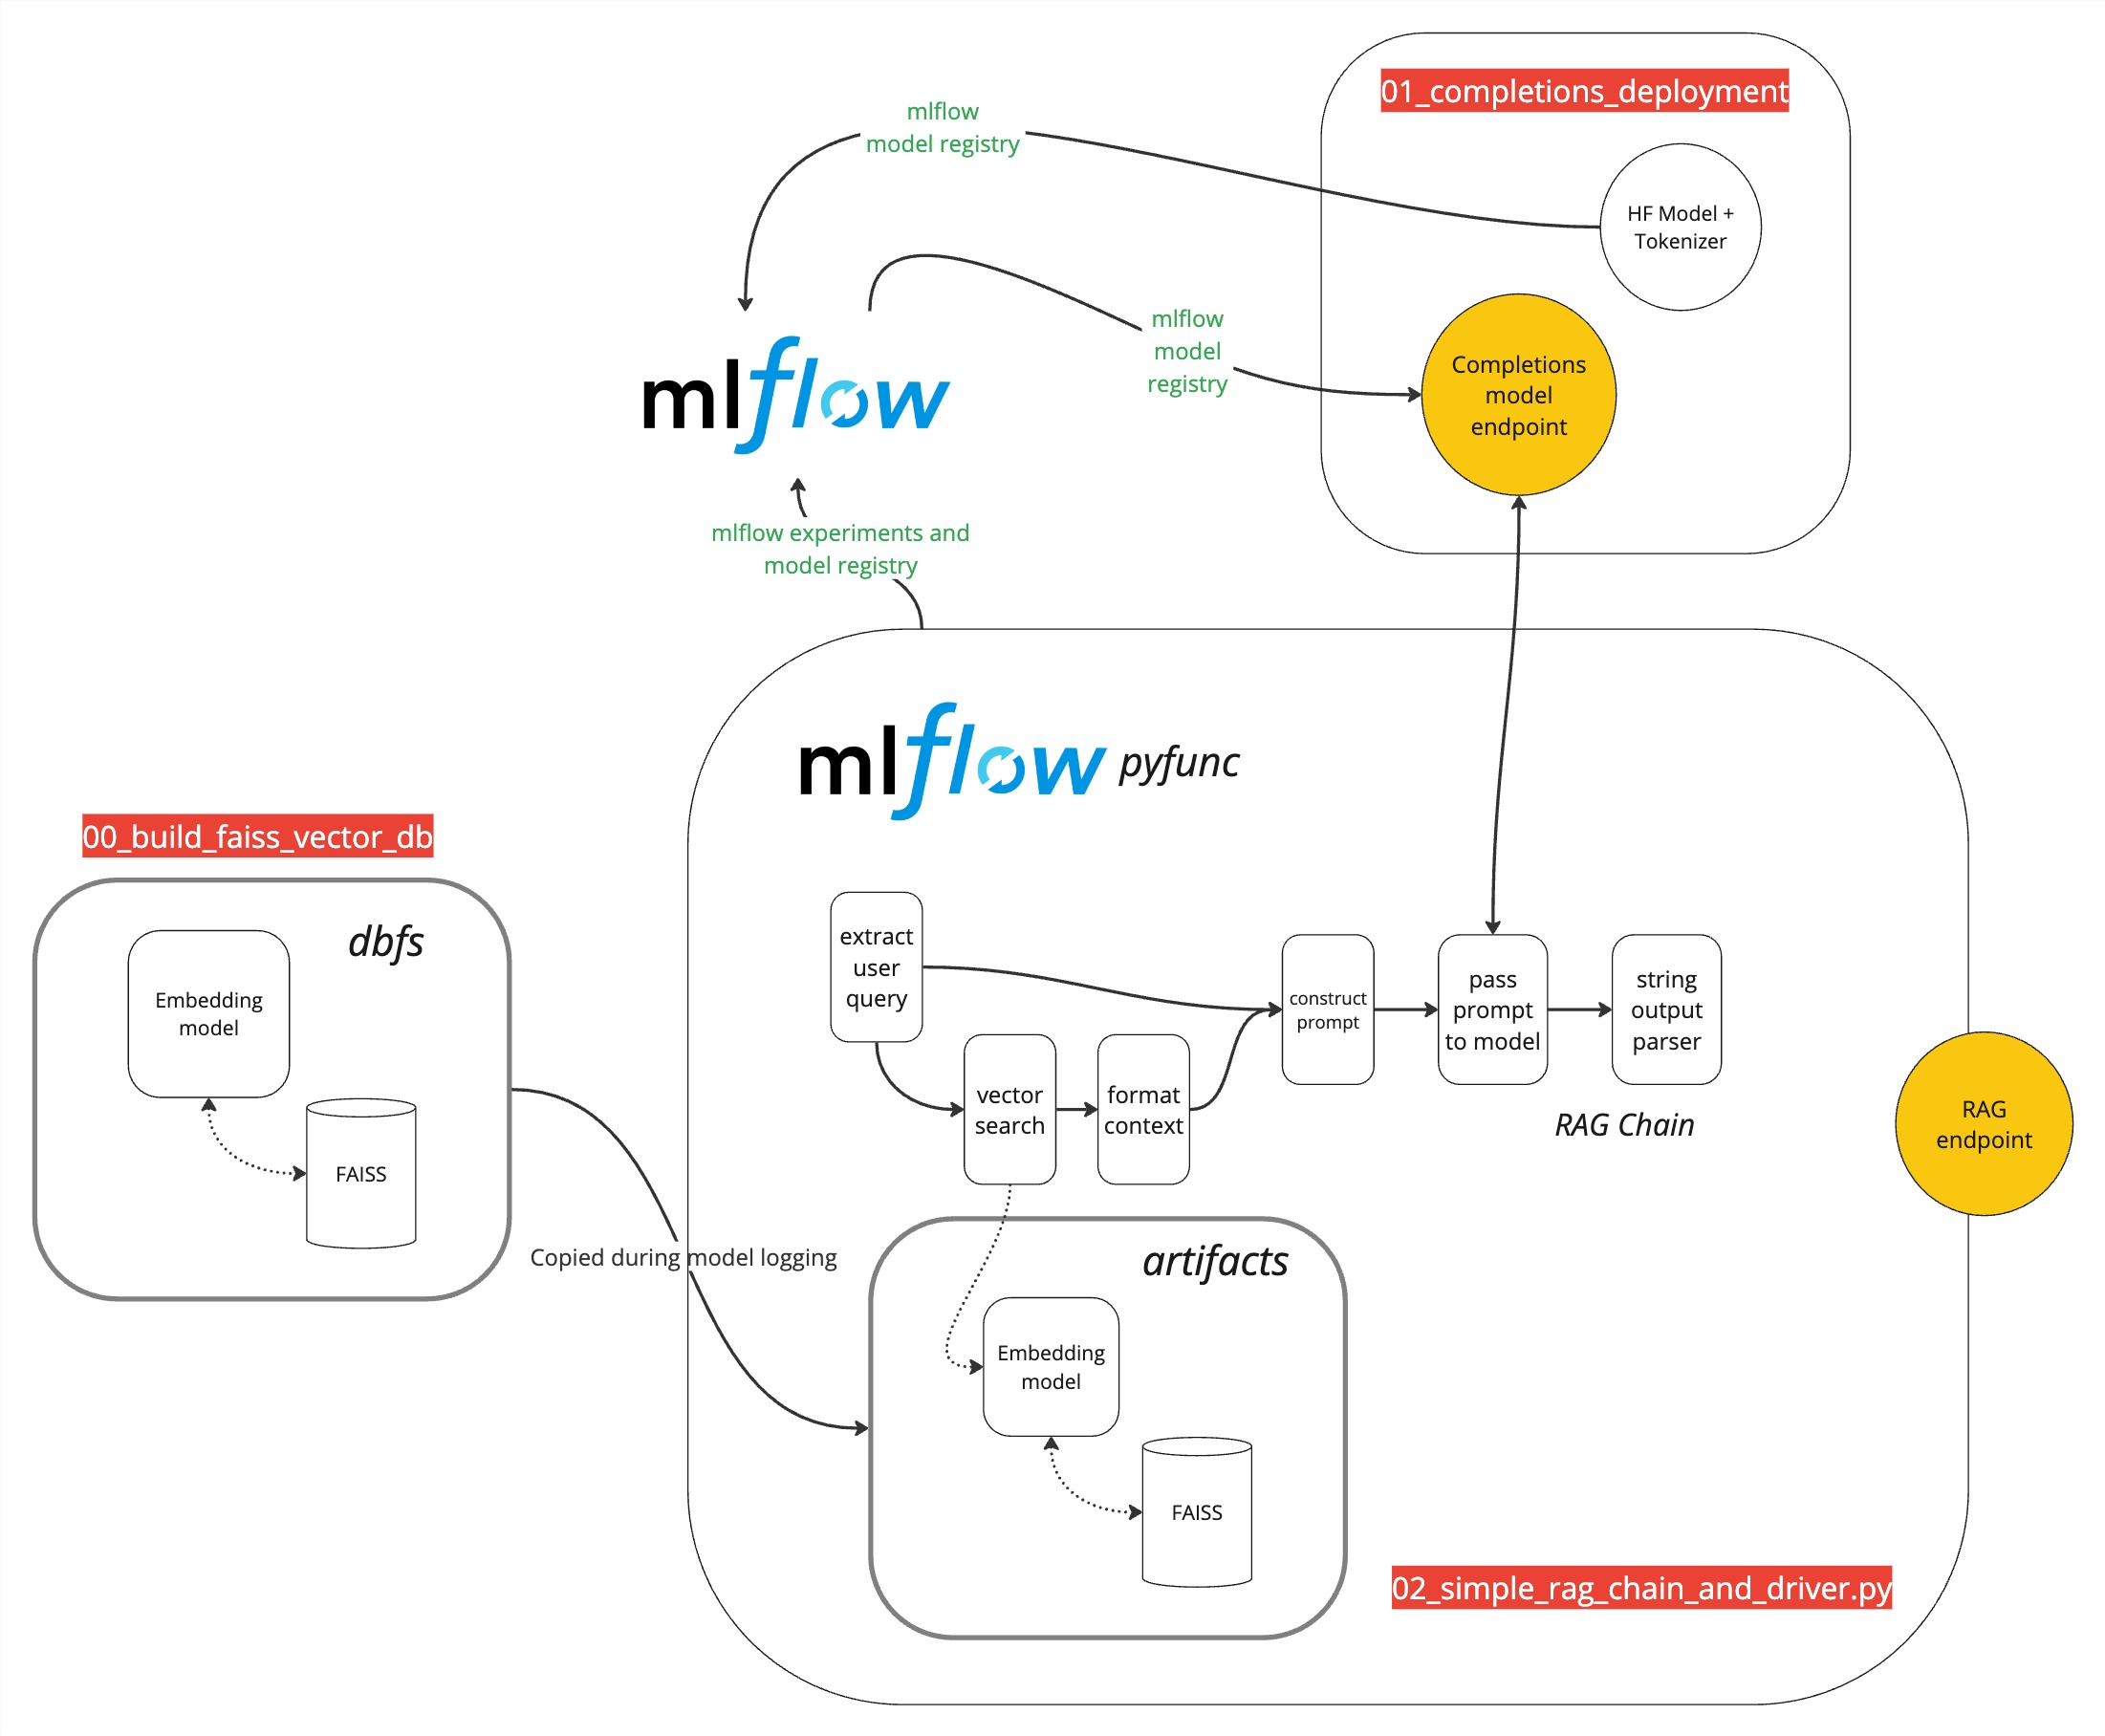 01_completions_deployment
mlflow
model registry
HF Model +
Tokenizer
mlflow
model
registry
Completions
model
endpoint
mlflow
mlflow experiments and
model registry
mlflow pyfunc
00_build_faiss_vector_db
dbfs
Embedding
model
FAISS
extract
user
query
vector
search
format
context
construct
prompt
pass
prompt
to model
string
output
parser
RAG Chain
RAG
endpoint
Copied during model logging
artifacts
Embedding
model
FAISS
02_simple_rag_chain_and_driver.py